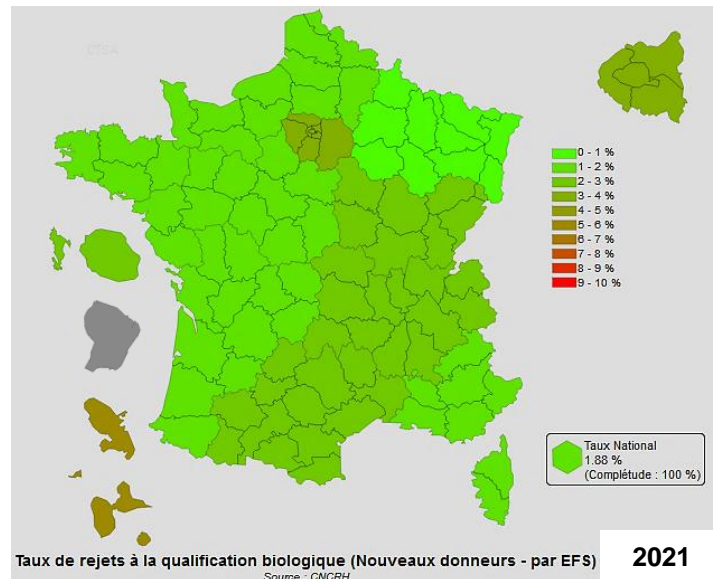 0 - 1 %
1 - 2 %
2 - 3 %
3 - 4 %
4 - 5 %
5 - 6 %
6 - 7 %
7 - 8 %
8 - 9 %
9 - 10 %
Taux National
1.88 %
(Complétude : 100 %)
Taux de rejets à la qualification biologique (Nouveaux donneurs - par EFS)
2021
Source : CNCRH